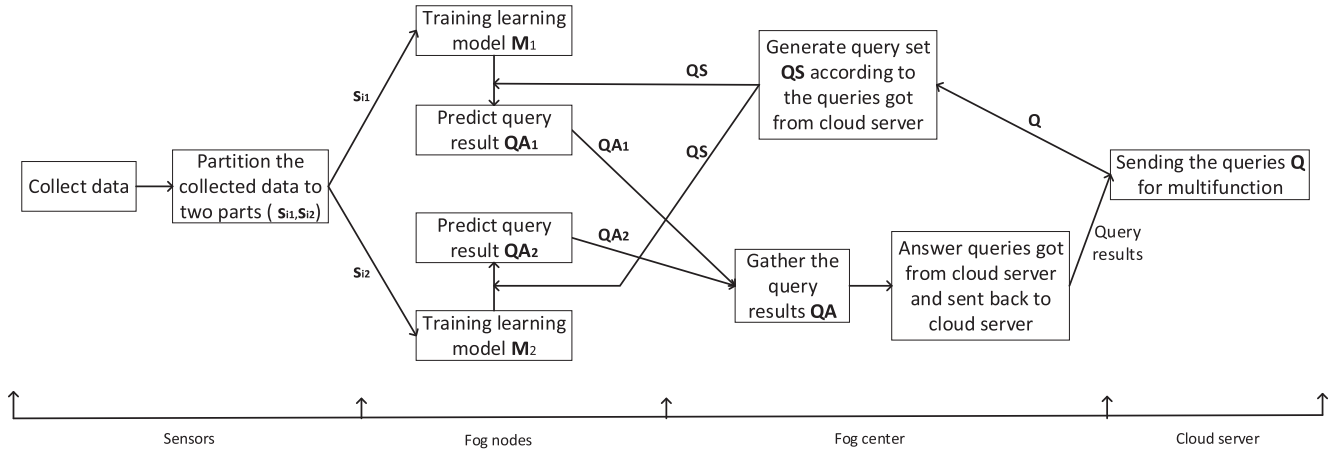 Collect data
Partition the
collected data to
two parts ( si1,si2)
si1
si2
Training learning
model M1
Predict query
result QA1
Predict query
result QA2
Training learning
model M2
QS
QS
QA1
QA2
Generate query set
QS according to
the queries got
from cloud server
Gather the
query
results QA
Answer queries got
from cloud server
and sent back to
cloud server
Q
Query
results
Sending the queries Q
for multifunction
Sensors
Fog nodes
Fog center
Cloud server